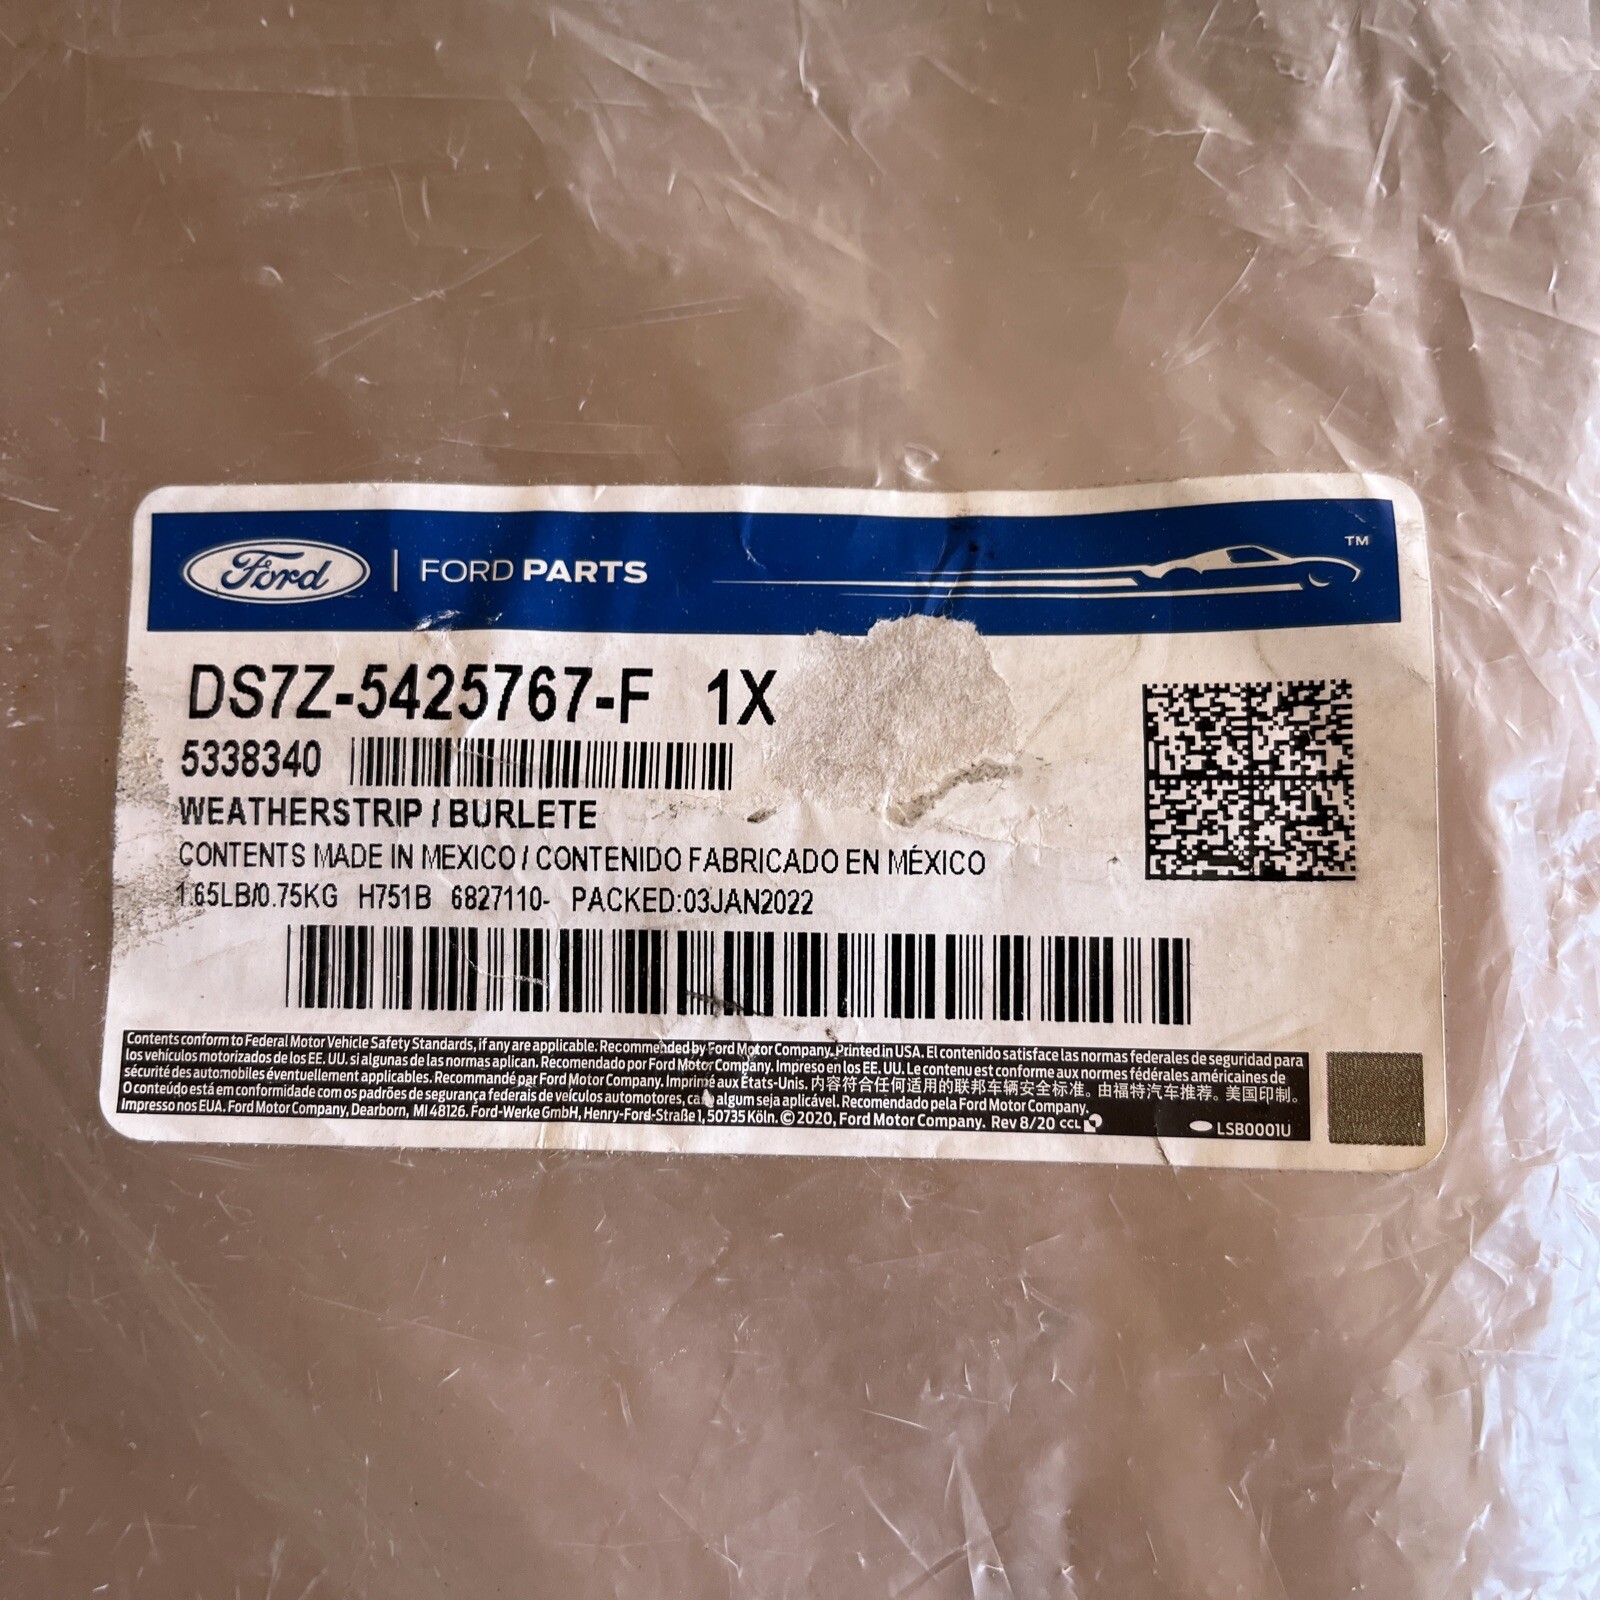 Ford | FORD PARTS TM
DS7Z-5425767-F 1X
5338340
WEATHERSTRIP / BURLETE
CONTENTS MADE IN MEXICO / CONTENIDO FABRICADO EN MÉXICO
1.65LB/0.75KG H751B 6827110- PACKED:03JAN2022
Contents conform to Federal Motor Vehicle Safety Standards, if any are applicable. Recommended by Ford Motor Company. Printed in USA. El contenido satisface las normas federales de seguridad para
los vehículos motorizados de los EE. UU. si algunas de las normas aplican. Recomendado por Ford Motor Company. Impreso en los EE. UU. Le contenu est conforme aux normes fédérales américaines de
sécurité des automobiles éventuellement applicables. Recommandé par Ford Motor Company. Imprimé aux États-Unis. 内容符合任何适用的联邦车辆安全标准。由福特汽车推荐。美国印制。
O conteúdo está em conformidade com os padrões de segurança federais de veículos automotores, caso algum seja aplicável. Recomendado pela Ford Motor Company.
Impresso nos EUA. Ford Motor Company, Dearborn, MI 48126. Ford-Werke GmbH, Henry-Ford-Straße 1, 50735 Köln. © 2020, Ford Motor Company. Rev 8/20 CCL LSB0001U